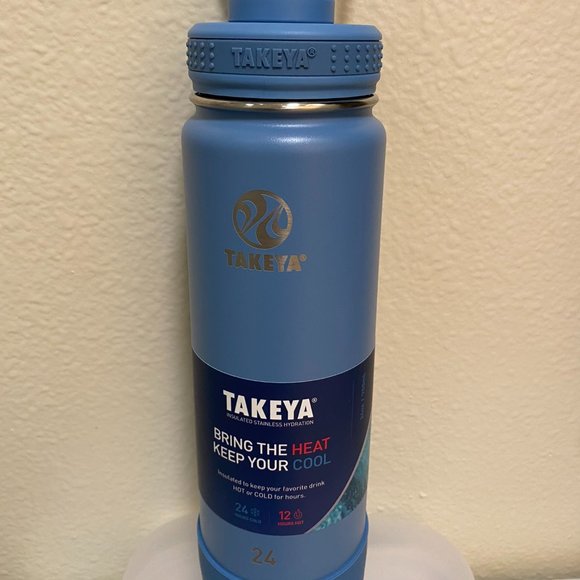 TAKEYA®
TAKEYA®
TAKEYA®
INSULATED STAINLESS HYDRATION
BRING THE HEAT
KEEP YOUR COOL
Insulated to keep your favorite drink
HOT or COLD for hours.
24 12
HOURS COLD HOURS HOT
24